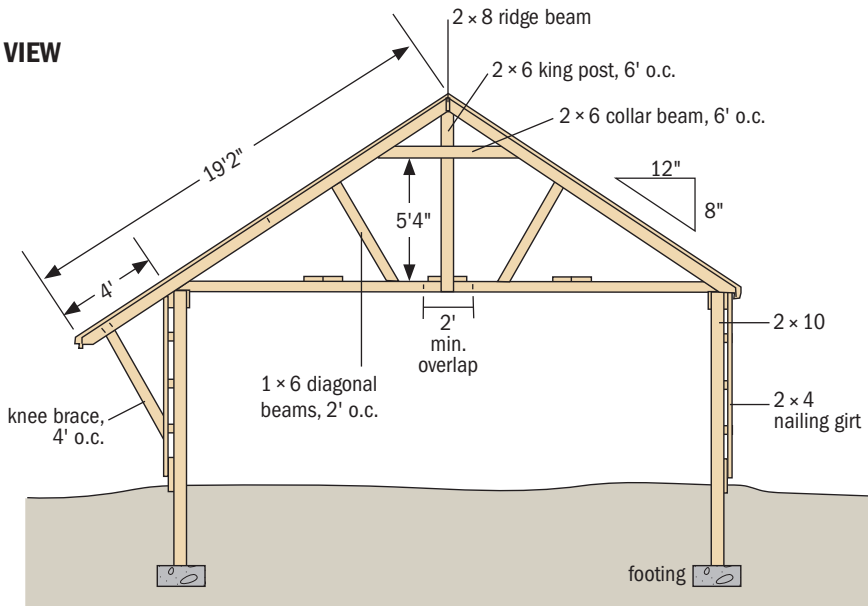 VIEW
2 × 8 ridge beam
2 × 6 king post, 6' o.c.
2 × 6 collar beam, 6' o.c.
19'2"
12"
8"
5'4"
4'
2'
min.
overlap
2 × 10
1 × 6 diagonal
beams, 2' o.c.
2 × 4
nailing girt
knee brace,
4' o.c.
footing